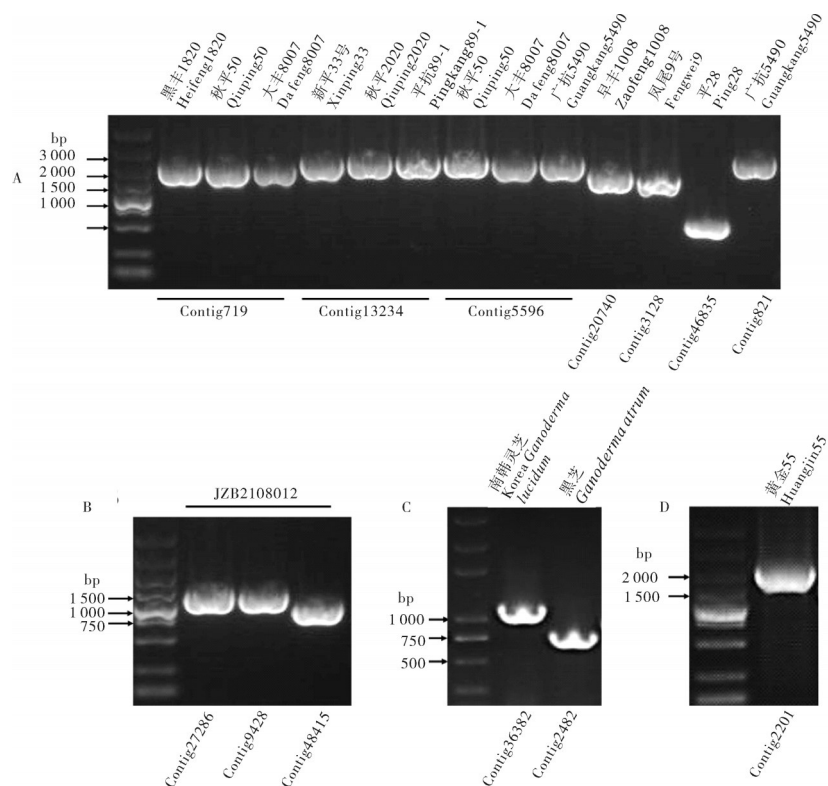 黑丰1820
Heifeng1820
秋平50
Qiuping50
大丰8007
Da feng8007
新平33号
Xinping33
秋平2020
Qiuping2020
平抗89-1
Pingkang89-1
秋平50
Qiuping50
大丰8007
Da feng8007
广抗5490
Guangkang5490
早丰1008
Zaofeng1008
凤尾9号
Fengwei9
平28
Ping28
广抗5490
Guangkang5490
A
bp
3 000
2 000
1 500
1 000
Contig719
Contig13234
Contig5596
Contig20740
Contig3128
Contig46835
Contig821
B
JZB2108012
bp
1 500
1 000
750
Contig27286
Contig9428
Contig48415
C
南韩灵芝
Korea Ganoderma
lucidum
黑芝
Ganoderma atrum
bp
1 000
750
500
Contig36382
Contig2482
D
黄金55
Huangjin55
bp
2 000
1 500
Contig2201